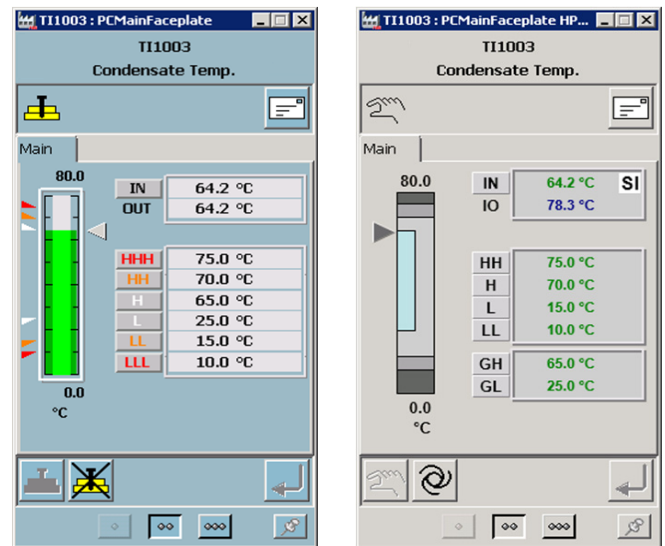 TI1003 : PCMainFaceplate
TI1003
Condensate Temp.
Main
80.0
IN 64.2 °C
OUT 64.2 °C
HHH 75.0 °C
HH 70.0 °C
H 65.0 °C
L 25.0 °C
LL 15.0 °C
LLL 10.0 °C
0.0
°C
TI1003 : PCMainFaceplate HP...
TI1003
Condensate Temp.
Main
80.0
IN 64.2 °C SI
IO 78.3 °C
HH 75.0 °C
H 70.0 °C
L 15.0 °C
LL 10.0 °C
GH 65.0 °C
GL 25.0 °C
0.0
°C